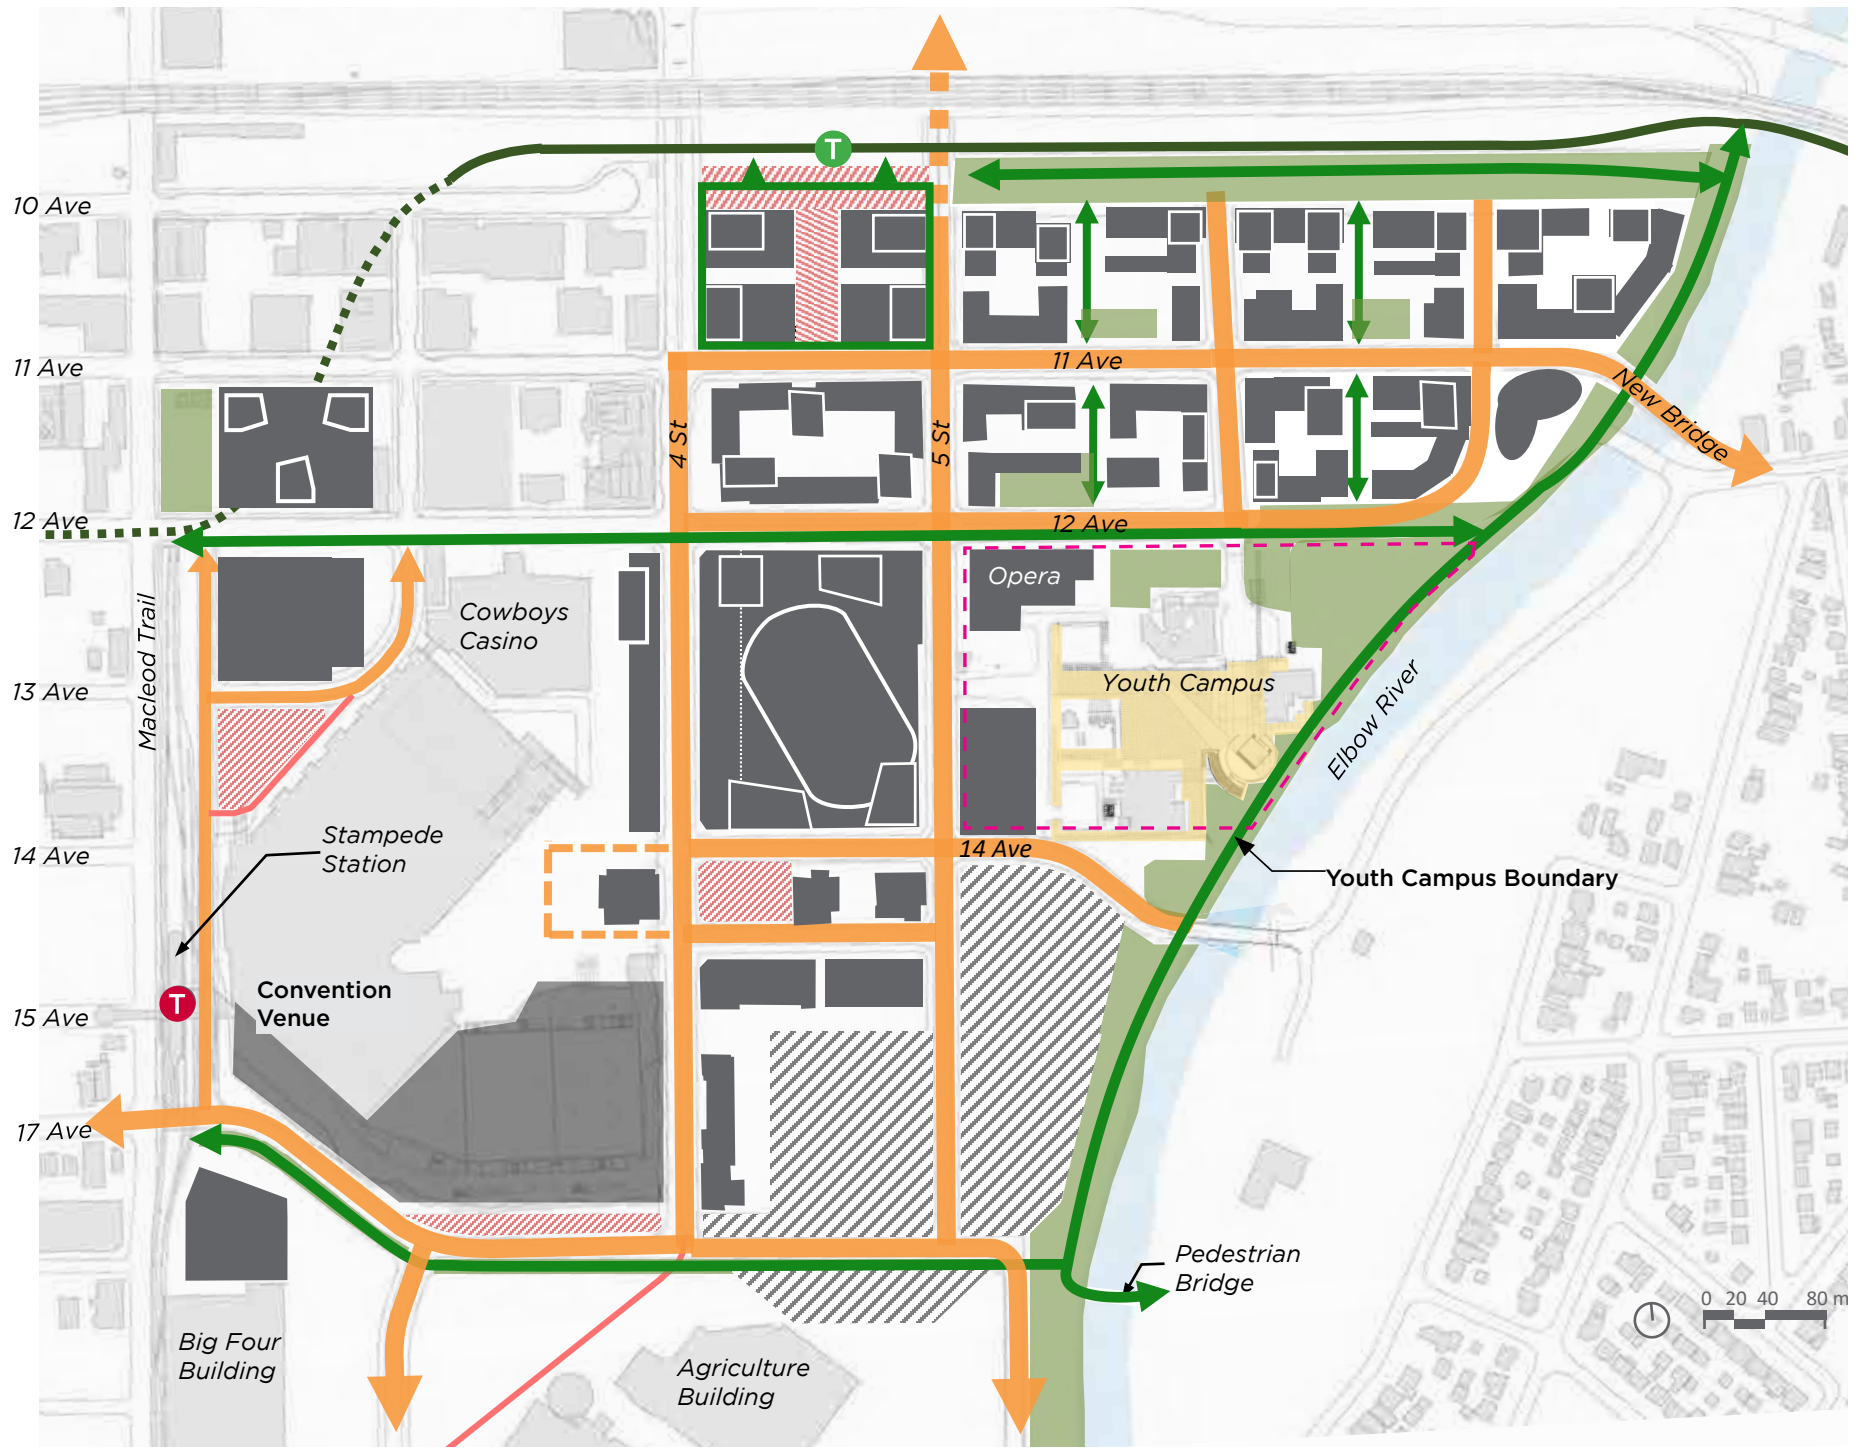 T
10 Ave
11 Ave
11 Ave
New Bridge
4 St
5 St
12 Ave
12 Ave
Opera
Cowboys
Casino
Macleod Trail
13 Ave
Youth Campus
Elbow River
Stampede
Station
14 Ave
14 Ave
Youth Campus Boundary
Convention
Venue
T
15 Ave
17 Ave
Pedestrian
Bridge
0 20 40 80 m
Big Four
Building
Agriculture
Building